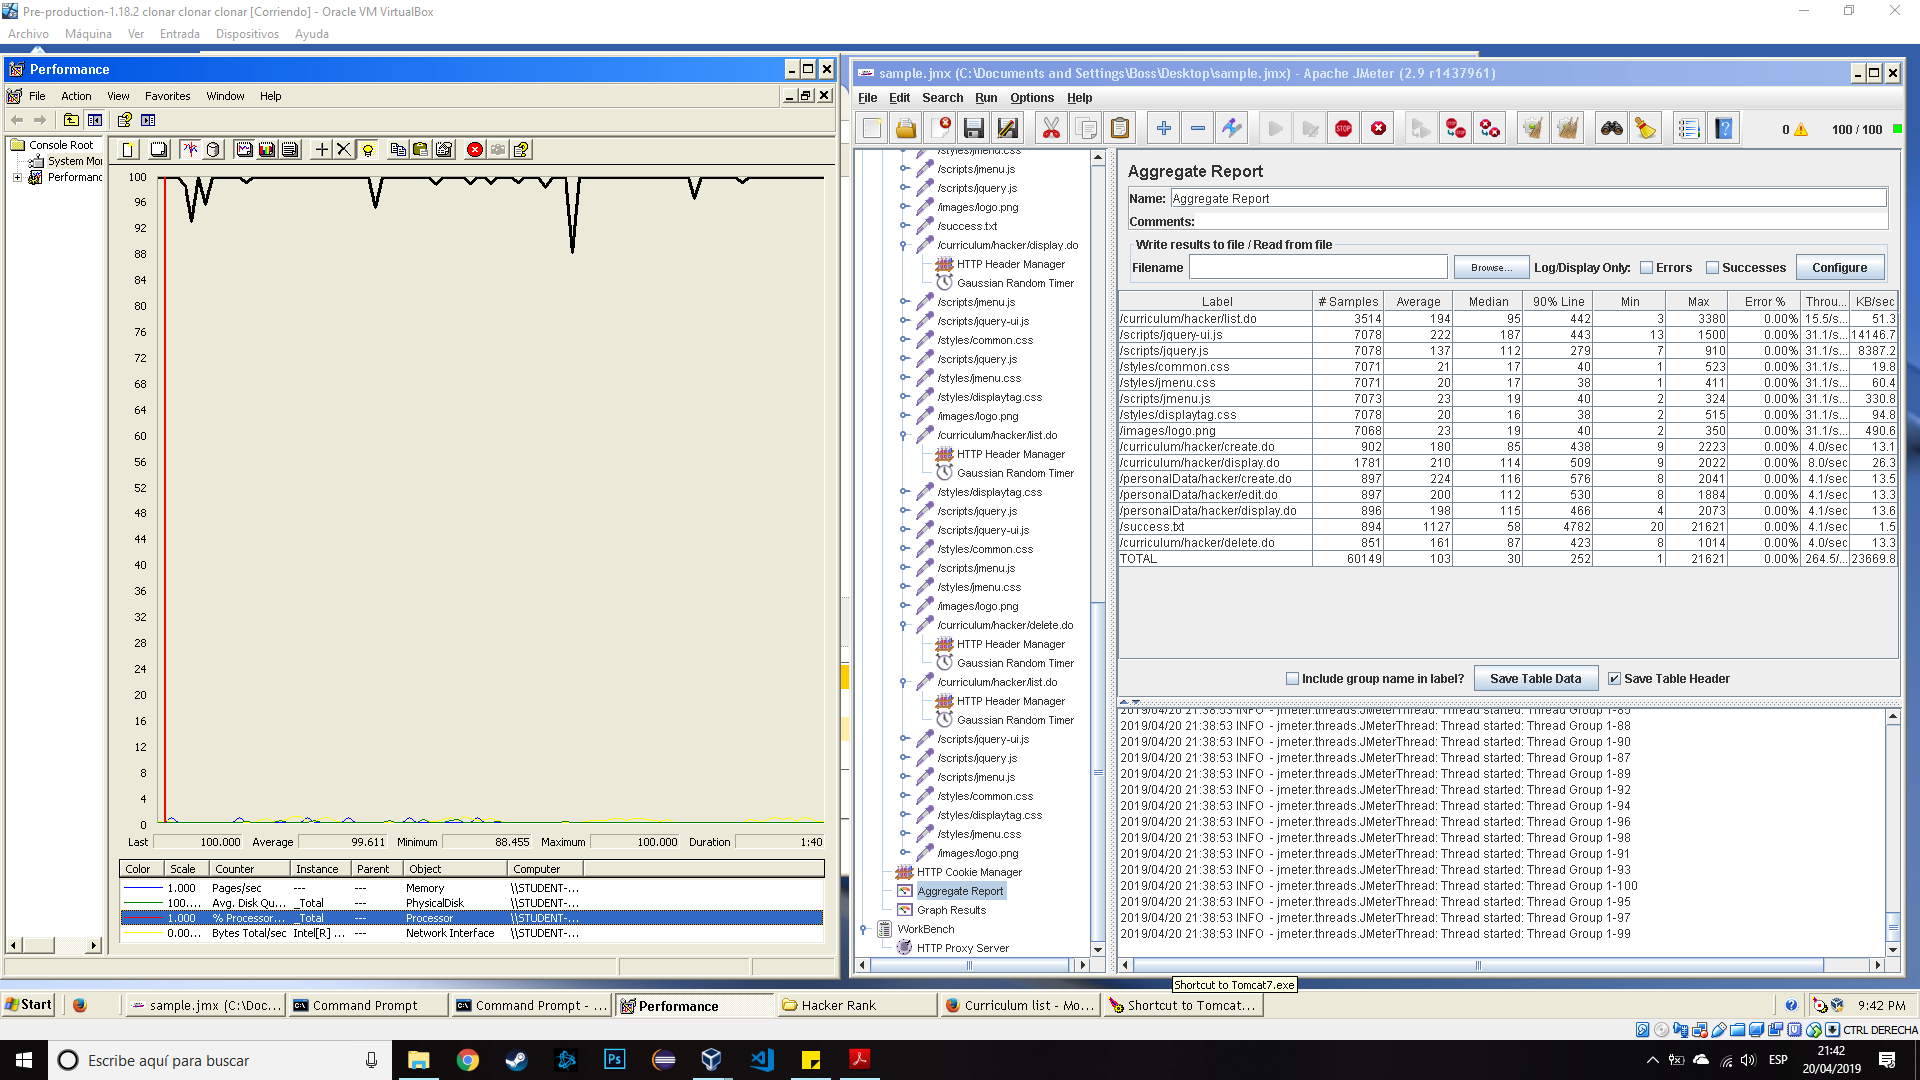 Pre-production-1.18.2 clonar clonar clonar [Corriendo] - Oracle VM VirtualBox
Archivo Máquina Ver Entrada Dispositivos Ayuda
Performance
File Action View Favorites Window Help
Console Root
System Mo
Performanc
100
96
92
88
84
80
76
72
68
64
60
56
52
48
44
40
36
32
28
24
20
16
12
8
4
0
Last 100.000 Average 99.611 Minimum 88.455 Maximum 100.000 Duration 1:40
Color Scale Counter Instance Parent Object Computer
1.000 Pages/sec --- --- Memory \\STUDENT-...
100.... Avg. Disk Qu... _Total --- PhysicalDisk \\STUDENT-...
1.000 % Processor... _Total --- Processor \\STUDENT-...
0.00... Bytes Total/sec Intel[R] ... --- Network Interface \\STUDENT-...
sample.jmx (C:\Documents and Settings\Boss\Desktop\sample.jmx) - Apache JMeter (2.9 r1437961)
File Edit Search Run Options Help
0 100 / 100
/styles/jmenu.css
/scripts/jmenu.js
/scripts/jquery.js
/images/logo.png
/success.txt
/curriculum/hacker/display.do
HTTP Header Manager
Gaussian Random Timer
/scripts/jmenu.js
/scripts/jquery-ui.js
/styles/common.css
/scripts/jquery.js
/styles/jmenu.css
/styles/displaytag.css
/images/logo.png
/curriculum/hacker/list.do
HTTP Header Manager
Gaussian Random Timer
/styles/displaytag.css
/scripts/jquery.js
/scripts/jquery-ui.js
/styles/common.css
/scripts/jmenu.js
/styles/jmenu.css
/images/logo.png
/curriculum/hacker/delete.do
HTTP Header Manager
Gaussian Random Timer
/curriculum/hacker/list.do
HTTP Header Manager
Gaussian Random Timer
/scripts/jquery-ui.js
/scripts/jquery.js
/scripts/jmenu.js
/styles/common.css
/styles/displaytag.css
/styles/jmenu.css
/images/logo.png
HTTP Cookie Manager
Aggregate Report
Graph Results
WorkBench
HTTP Proxy Server
Aggregate Report
Name: Aggregate Report
Comments:
Write results to file / Read from file
Filename Browse... Log/Display Only: Errors Successes Configure
Label # Samples Average Median 90% Line Min Max Error % Throu... KB/sec
/curriculum/hacker/list.do 3514 194 95 442 3 3380 0.00% 15.5/s... 51.3
/scripts/jquery-ui.js 7078 222 187 443 13 1500 0.00% 31.1/s... 14146.7
/scripts/jquery.js 7078 137 112 279 7 910 0.00% 31.1/s... 8387.2
/styles/common.css 7071 21 17 40 1 523 0.00% 31.1/s... 19.8
/styles/jmenu.css 7071 20 17 38 1 411 0.00% 31.1/s... 60.4
/scripts/jmenu.js 7073 23 19 40 2 324 0.00% 31.1/s... 330.8
/styles/displaytag.css 7078 20 16 38 2 515 0.00% 31.1/s... 94.8
/images/logo.png 7068 23 19 40 2 350 0.00% 31.1/s... 490.6
/curriculum/hacker/create.do 902 180 85 438 9 2223 0.00% 4.0/sec 13.1
/curriculum/hacker/display.do 1781 210 114 509 9 2022 0.00% 8.0/sec 26.3
/personalData/hacker/create.do 897 224 116 576 8 2041 0.00% 4.1/sec 13.5
/personalData/hacker/edit.do 897 200 112 530 8 1884 0.00% 4.1/sec 13.3
/personalData/hacker/display.do 896 198 115 466 4 2073 0.00% 4.1/sec 13.6
/success.txt 894 1127 58 4782 20 21621 0.00% 4.1/sec 1.5
/curriculum/hacker/delete.do 851 161 87 423 8 1014 0.00% 4.0/sec 13.3
TOTAL 60149 103 30 252 1 21621 0.00% 264.5/... 23669.8
Include group name in label? Save Table Data Save Table Header
2019/04/20 21:38:53 INFO - jmeter.threads.JMeterThread: Thread started: Thread Group 1-85
2019/04/20 21:38:53 INFO - jmeter.threads.JMeterThread: Thread started: Thread Group 1-88
2019/04/20 21:38:53 INFO - jmeter.threads.JMeterThread: Thread started: Thread Group 1-90
2019/04/20 21:38:53 INFO - jmeter.threads.JMeterThread: Thread started: Thread Group 1-87
2019/04/20 21:38:53 INFO - jmeter.threads.JMeterThread: Thread started: Thread Group 1-89
2019/04/20 21:38:53 INFO - jmeter.threads.JMeterThread: Thread started: Thread Group 1-92
2019/04/20 21:38:53 INFO - jmeter.threads.JMeterThread: Thread started: Thread Group 1-94
2019/04/20 21:38:53 INFO - jmeter.threads.JMeterThread: Thread started: Thread Group 1-96
2019/04/20 21:38:53 INFO - jmeter.threads.JMeterThread: Thread started: Thread Group 1-98
2019/04/20 21:38:53 INFO - jmeter.threads.JMeterThread: Thread started: Thread Group 1-91
2019/04/20 21:38:53 INFO - jmeter.threads.JMeterThread: Thread started: Thread Group 1-93
2019/04/20 21:38:53 INFO - jmeter.threads.JMeterThread: Thread started: Thread Group 1-100
2019/04/20 21:38:53 INFO - jmeter.threads.JMeterThread: Thread started: Thread Group 1-95
2019/04/20 21:38:53 INFO - jmeter.threads.JMeterThread: Thread started: Thread Group 1-97
2019/04/20 21:38:53 INFO - jmeter.threads.JMeterThread: Thread started: Thread Group 1-99
Shortcut to Tomcat7.exe
Start sample.jmx (C:\Doc... Command Prompt Command Prompt - ... Performance Hacker Rank Curriculum list - Mo... Shortcut to Tomcat... 9:42 PM
CTRL DERECHA
Escribe aquí para buscar
ESP
21:42
20/04/2019